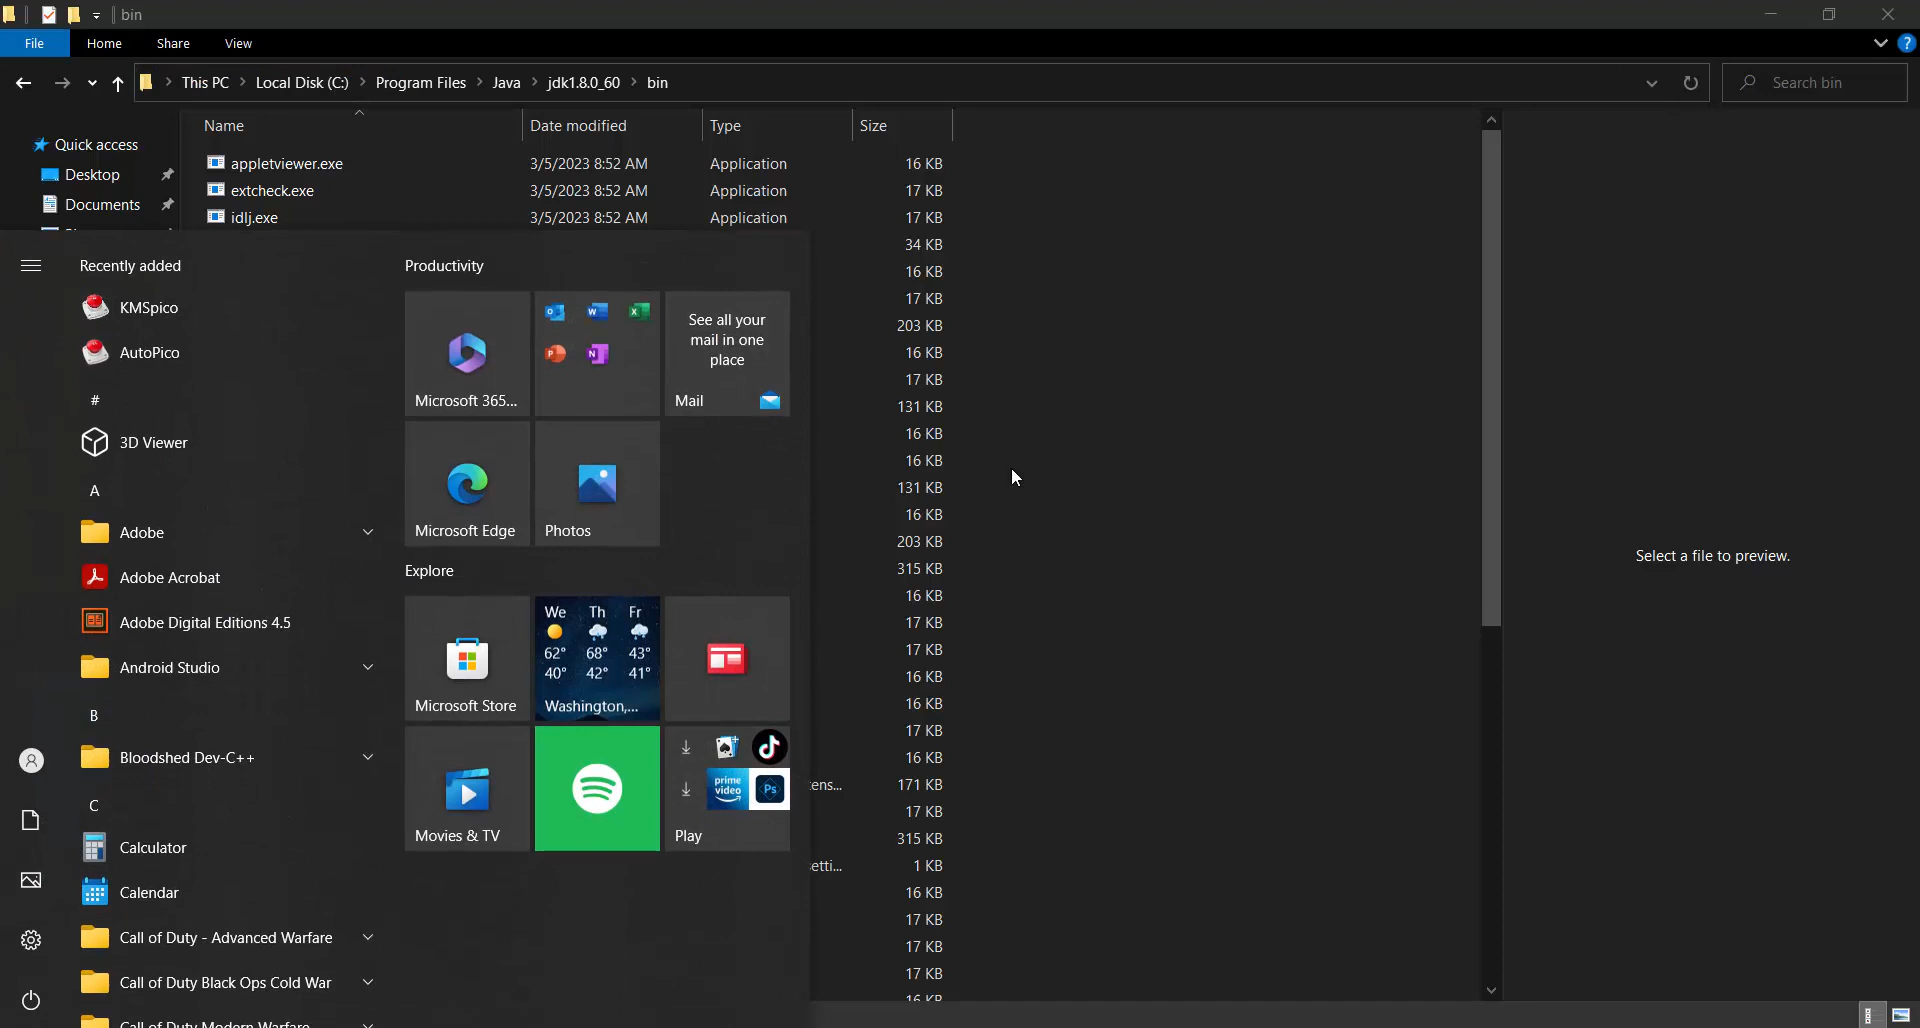 bin
File Home Share View
This PC Local Disk (C:) Program Files Java jdk1.8.0_60 bin Search bin
Name Date modified Type Size
Quick access
Desktop
Documents
appletviewer.exe 3/5/2023 8:52 AM Application 16 KB
extcheck.exe 3/5/2023 8:52 AM Application 17 KB
idlj.exe 3/5/2023 8:52 AM Application 17 KB
34 KB
16 KB
17 KB
203 KB
16 KB
17 KB
131 KB
16 KB
16 KB
131 KB
16 KB
203 KB
315 KB
16 KB
17 KB
17 KB
16 KB
16 KB
17 KB
16 KB
171 KB
17 KB
315 KB
1 KB
16 KB
17 KB
17 KB
17 KB
16 KB
Select a file to preview.
Recently added
KMSpico
AutoPico
#
3D Viewer
A
Adobe
Adobe Acrobat
Adobe Digital Editions 4.5
Android Studio
B
Bloodshed Dev-C++
C
Calculator
Calendar
Call of Duty - Advanced Warfare
Call of Duty Black Ops Cold War
Call of Duty Modern Warfare
Productivity
Microsoft 365...
See all your
mail in one
place
Mail
Microsoft Edge
Photos
Explore
Microsoft Store
We Th Fr
62° 68° 43°
40° 42° 41°
Washington,...
Movies & TV
prime
video
Ps
Play